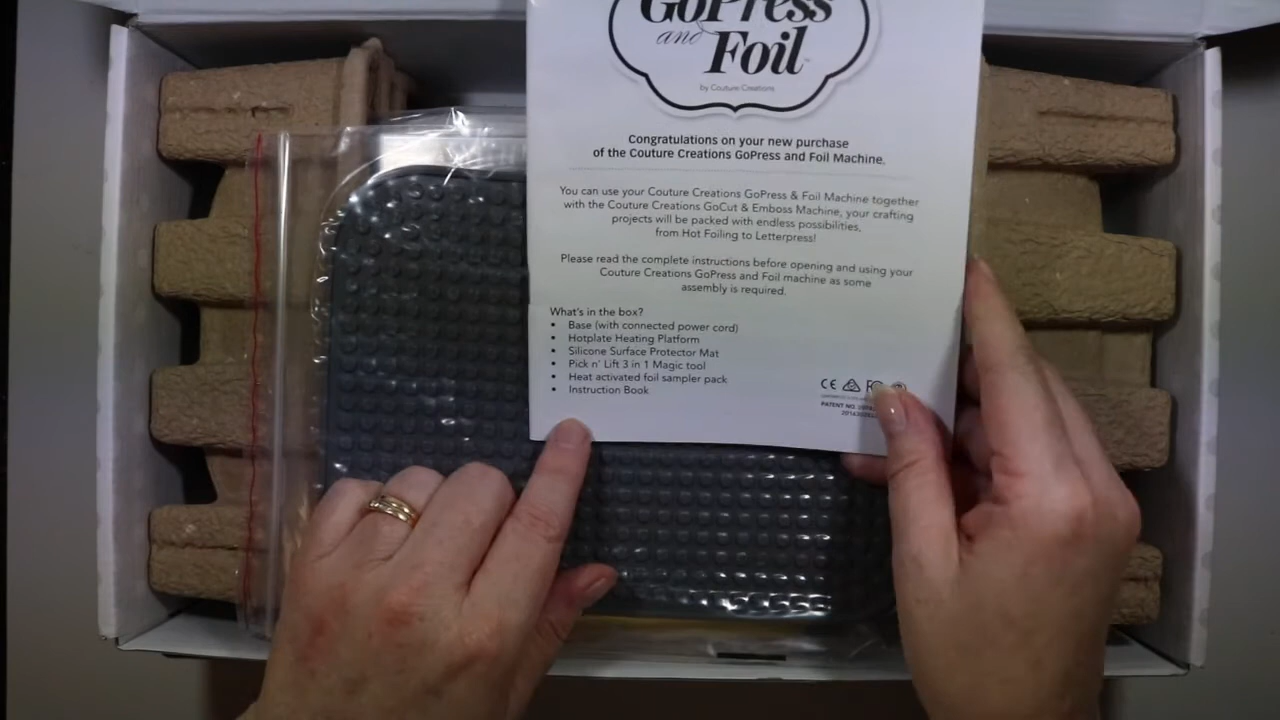 GoPress
and
Foil
by Couture Creations
Congratulations on your new purchase
of the Couture Creations GoPress and Foil Machine.
You can use your Couture Creations GoPress & Foil Machine together
with the Couture Creations GoCut & Emboss Machine, your crafting
projects will be packed with endless possibilities,
from Hot Foiling to Letterpress!
Please read the complete instructions before opening and using your
Couture Creations GoPress and Foil machine as some
assembly is required.
What's in the box?
• Base (with connected power cord)
• Hotplate Heating Platform
• Silicone Surface Protector Mat
• Pick n' Lift 3 in 1 Magic tool
• Heat activated foil sampler pack
• Instruction Book
CE
PATENT NO.